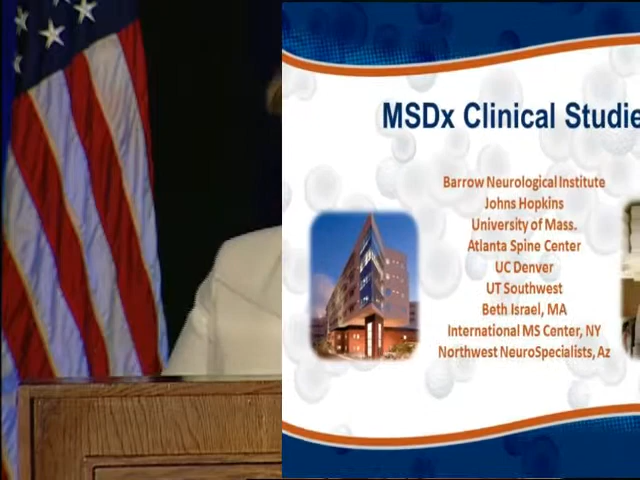 MSDx Clinical Studie
Barrow Neurological Institute
Johns Hopkins
University of Mass.
Atlanta Spine Center
UC Denver
UT Southwest
Beth Israel, MA
International MS Center, NY
Northwest NeuroSpecialists, Az